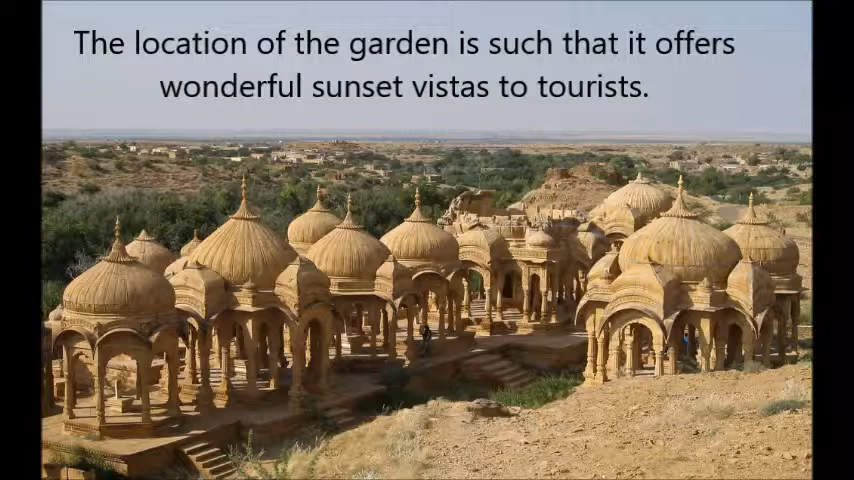 The location of the garden is such that it offers
wonderful sunset vistas to tourists.